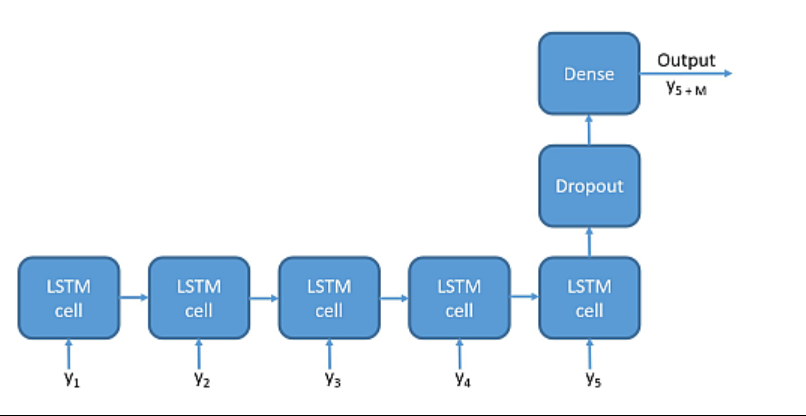 Dense
Output
y₅ ₊ M
Dropout
LSTM
cell
LSTM
cell
LSTM
cell
LSTM
cell
LSTM
cell
y₁
y₂
y₃
y₄
y₅